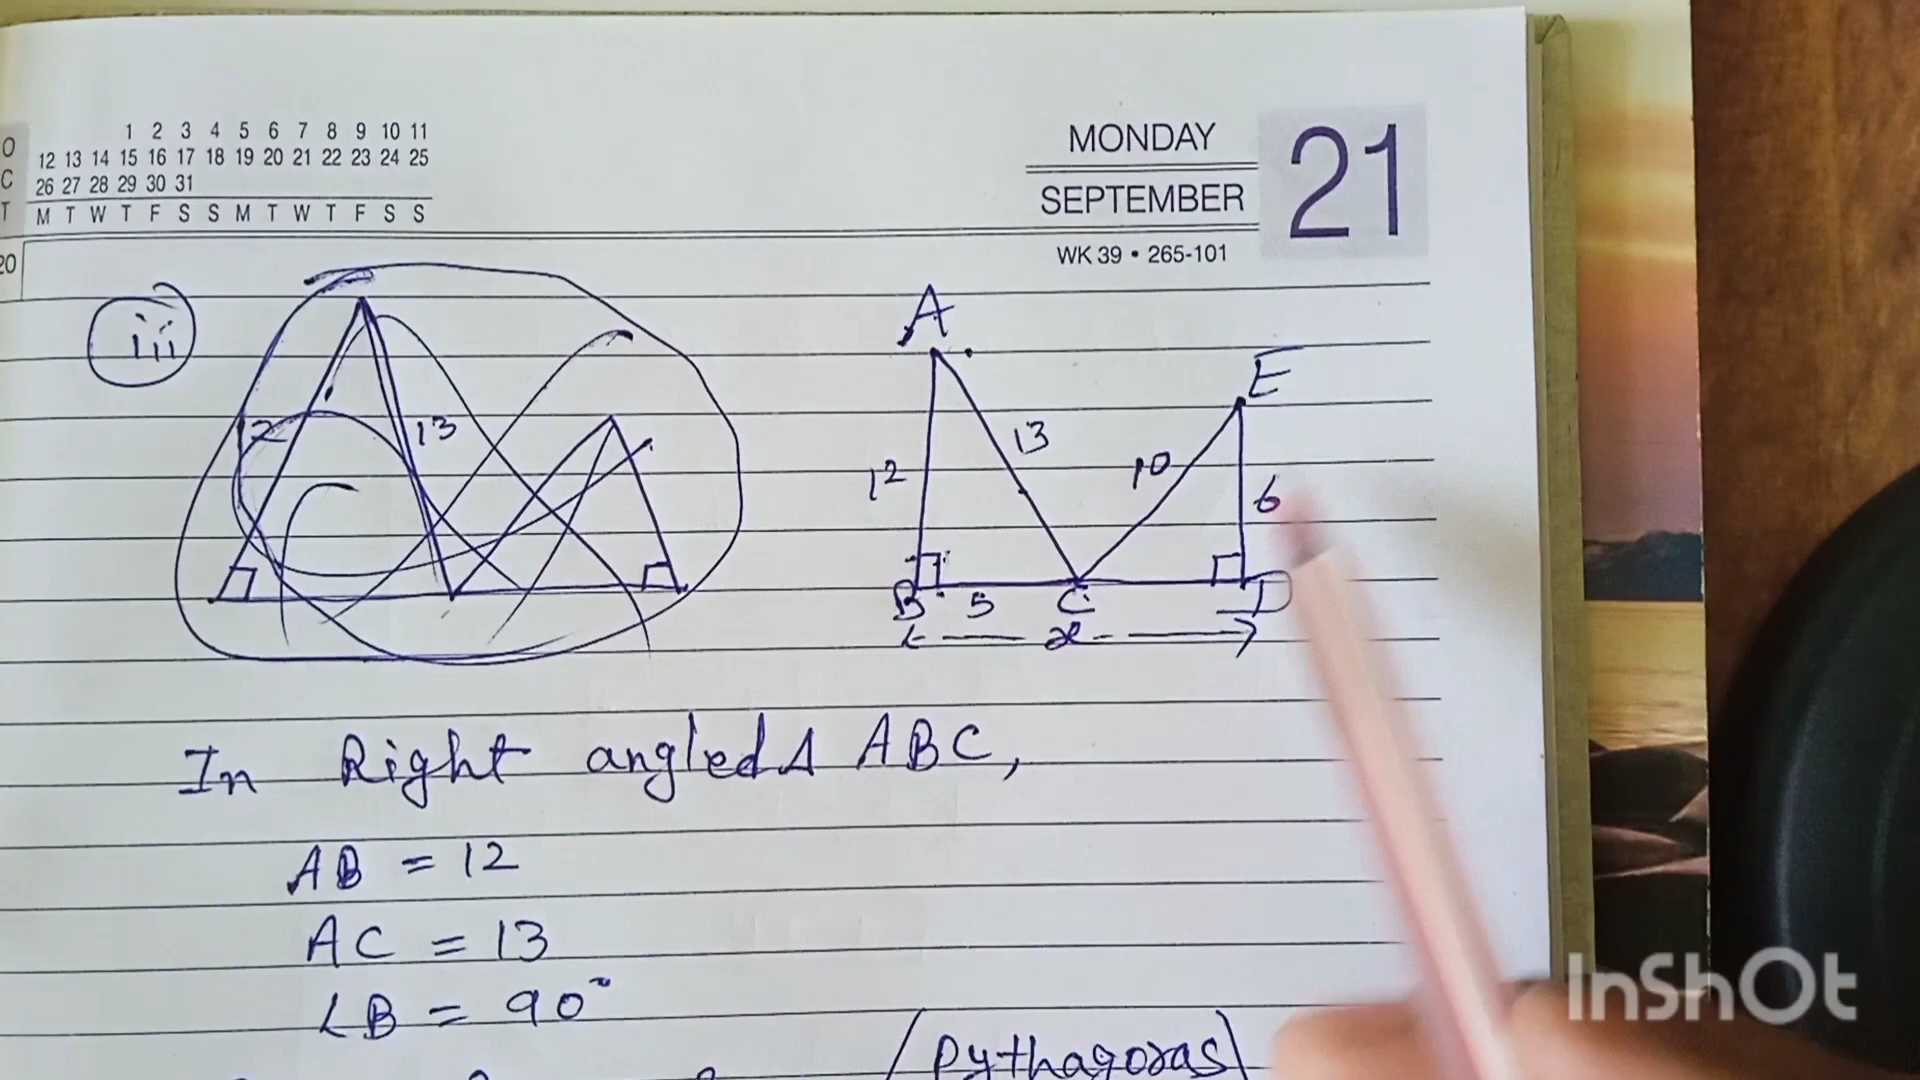 1 2 3 4 5 6 7 8 9 10 11
O
12 13 14 15 16 17 18 19 20 21 22 23 24 25
C
26 27 28 29 30 31
T M T W T F S S M T W T F S S
20
MONDAY
SEPTEMBER
21
WK 39 • 265-101
iii
12
13
A
E
12
13
10
6
B 5 C D
x
In Right angled Δ ABC,
AB = 12
AC = 13
∠B = 90°
(Pythagoras)
InShOt